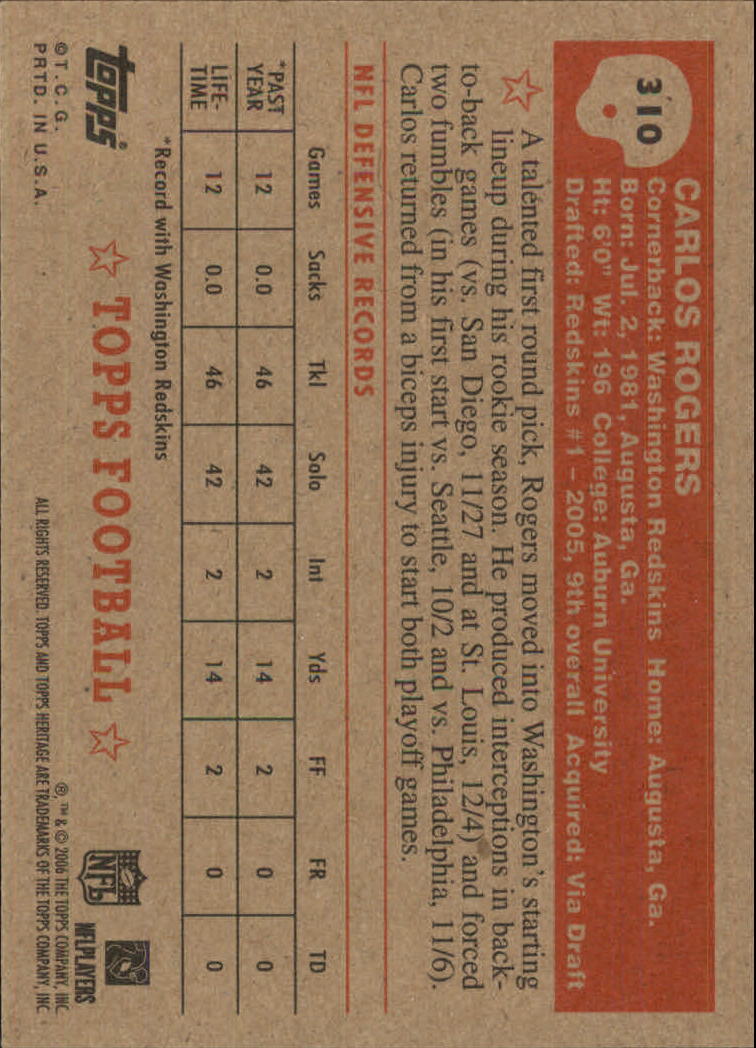 310
CARLOS ROGERS
Cornerback: Washington Redskins Home: Augusta, Ga.
Born: Jul. 2, 1981, Augusta, Ga.
Ht: 6'0" Wt: 196 College: Auburn University
Drafted: Redskins #1 – 2005, 9th overall Acquired: Via Draft
A talented first round pick, Rogers moved into Washington's starting
lineup during his rookie season. He produced interceptions in back-
to-back games (vs. San Diego, 11/27 and at St. Louis, 12/4) and forced
two fumbles (in his first start vs. Seattle, 10/2 and vs. Philadelphia, 11/6).
Carlos returned from a biceps injury to start both playoff games.
NFL DEFENSIVE RECORDS
Games Sacks Tkl Solo Int Yds FF FR TD
*PAST YEAR 12 0.0 46 42 2 14 2 0 0
LIFE-TIME 12 0.0 46 42 2 14 2 0 0
*Record with Washington Redskins
topps® ☆ TOPPS FOOTBALL ☆ NFL NFLPLAYERS
© T. C. G.
PRTD. IN U.S.A.
®, ™ & © 2006 THE TOPPS COMPANY, INC
ALL RIGHTS RESERVED. TOPPS AND TOPPS HERITAGE ARE TRADEMARKS OF THE TOPPS COMPANY, INC